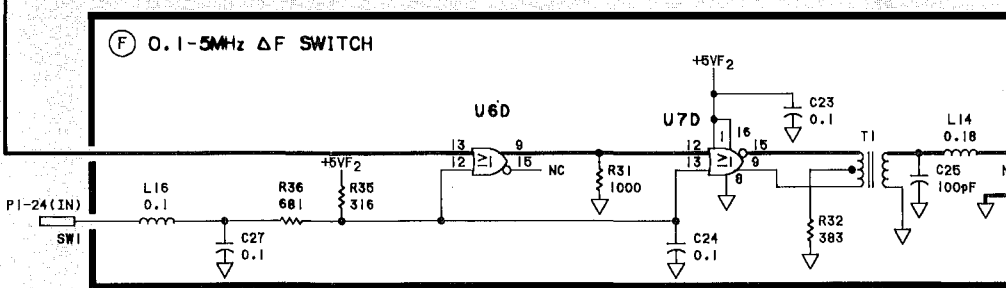 F 0.1-5MHz ΔF SWITCH
+5VF2
C23
0.1
U6D
U7D
L14
0.18
1
16
13
9
12
15
T1
12
15
13
9
≥1
≥1
8
NC
+5VF2
R31
1000
C25
100pF
L16
0.1
R36
681
R35
316
P1-24(IN)
SW1
C27
0.1
C24
0.1
R32
383